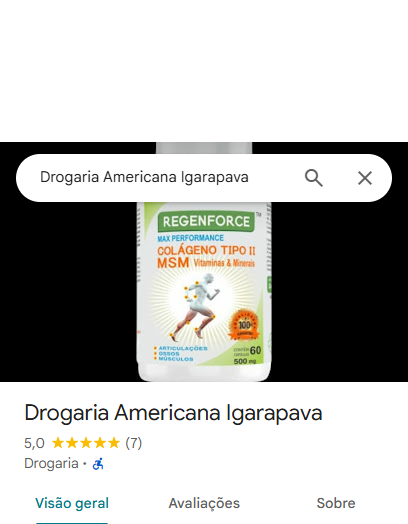 Drogaria Americana Igarapava
REGENFORCE™
MAX PERFORMANCE
COLÁGENO TIPO II
MSM Vitaminas & Minerais
100%
ARTICULAÇÕES
OSSOS
MÚSCULOS
60
500 mg
Drogaria Americana Igarapava
5,0 (7)
Drogaria ·
Visão geral
Avaliações
Sobre